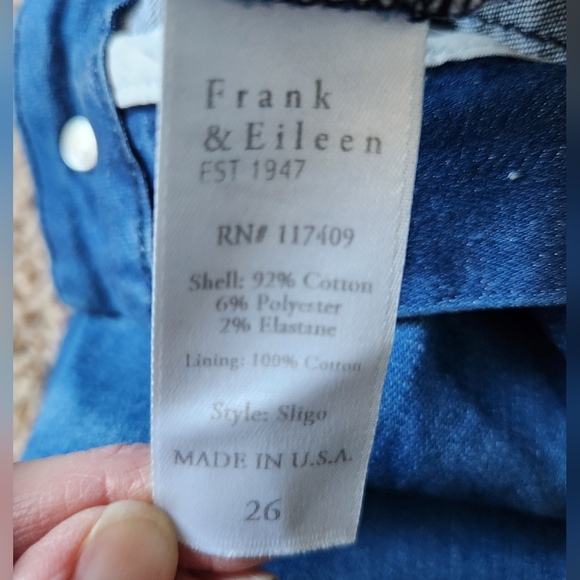 Frank
& Eileen
EST 1947
RN# 117409
Shell: 92% Cotton
6% Polyester
2% Elastane
Lining: 100% Cotton
Style: Sligo
MADE IN U.S.A.
26